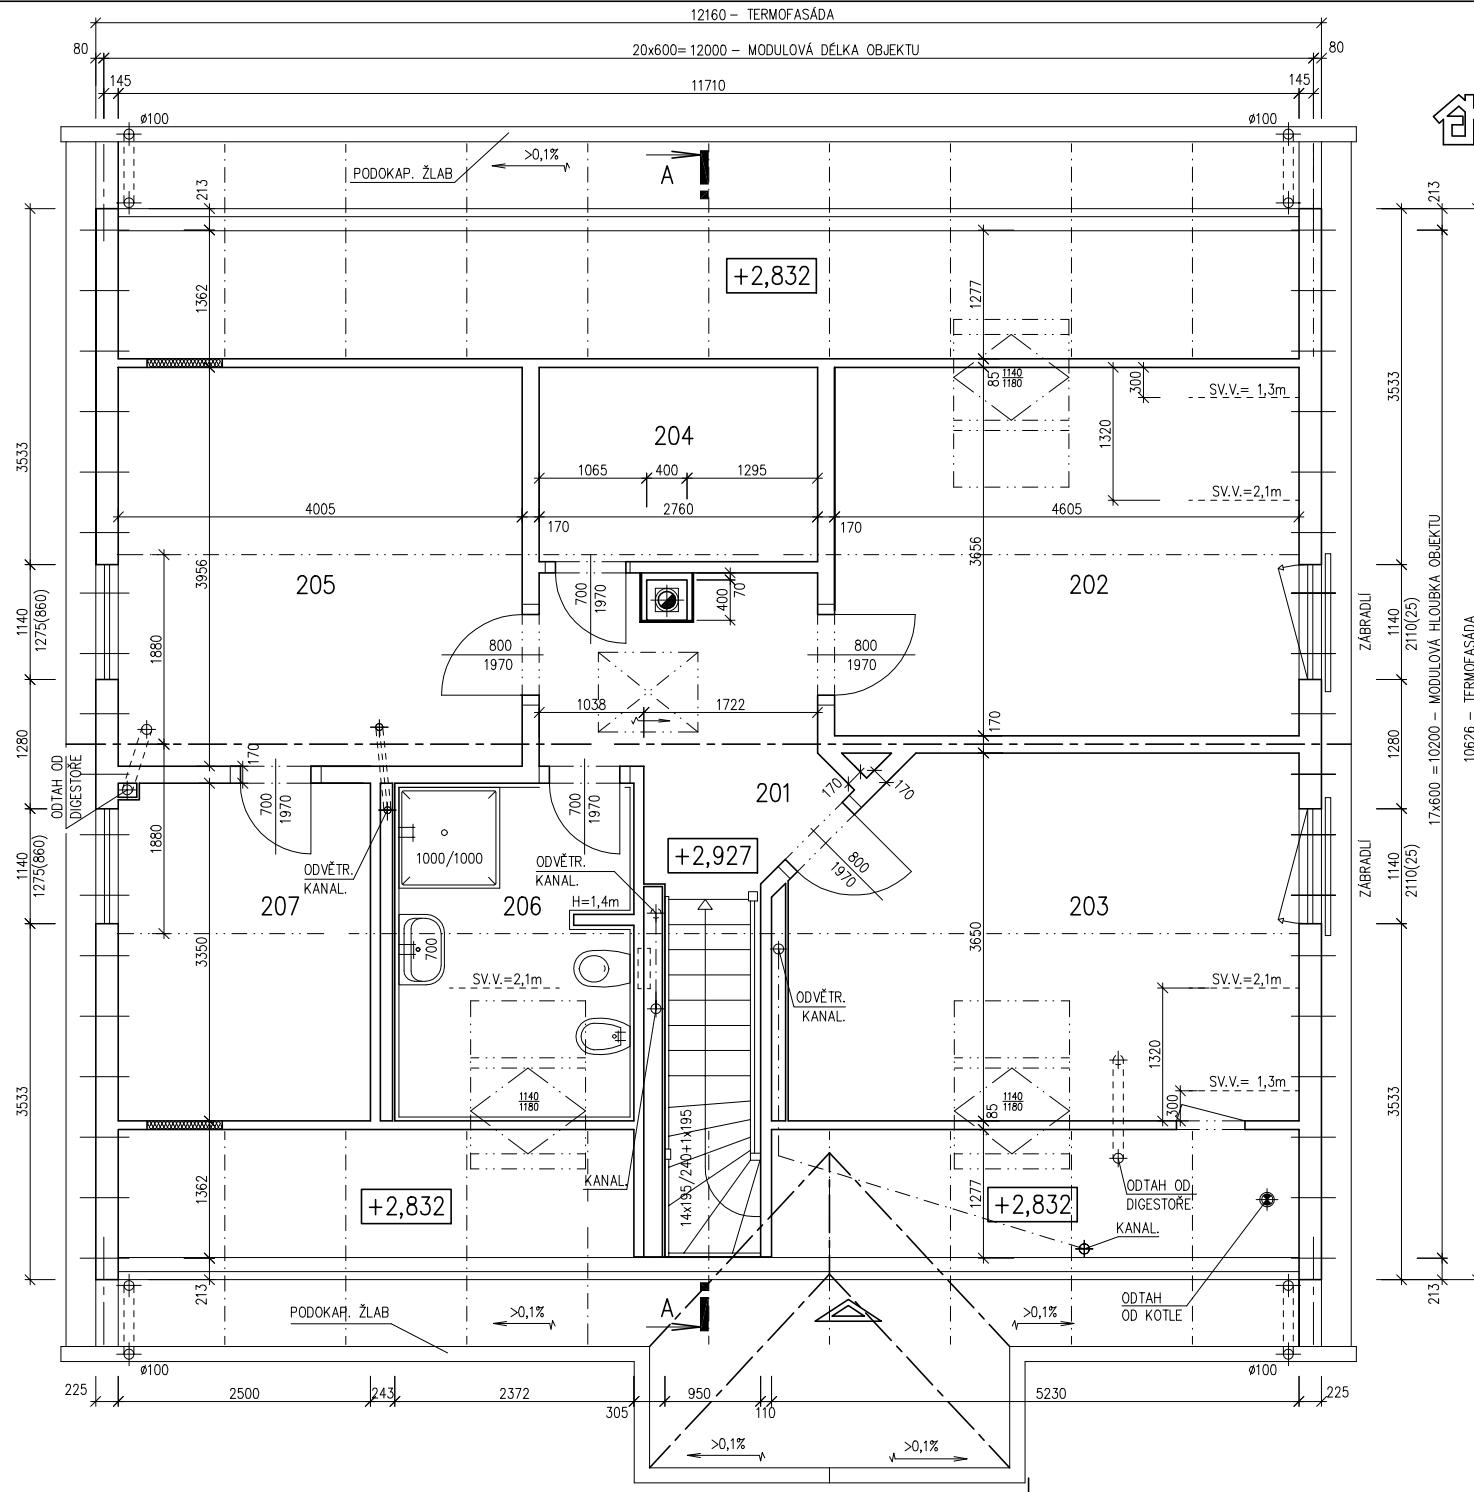 12160 – TERMOFASÁDA
80
20x600=12000 – MODULOVÁ DÉLKA OBJEKTU
80
145
11710
145
ø100
ø100
PODOKAP. ŽLAB
>0,1%
A
213
213
+2,832
1362
1277
85
1140
1180
300
SV.V.= 1,3m
1320
SV.V.=2,1m
3533
3533
204
1065
400
1295
4005
170
2760
170
4605
3956
3656
205
700
1970
400
70
202
1140
1275(860)
1880
800
1970
800
1970
ZÁBRADLÍ
1140
2110(25)
17x600 =10200 – MODULOVÁ HLOUBKA OBJEKTU
10626 – TERMOFASÁDA
1038
1722
170
1280
1280
ODTAH OD
DIGESTOŘE
170
700
1970
700
1970
201
170
170
1880
1000/1000
ODVĚTR.
KANAL.
ODVĚTR.
KANAL.
+2,927
800
1970
1140
1275(860)
ZÁBRADLÍ
1140
2110(25)
207
206
H=1,4m
203
3350
700
3650
SV.V.=2,1m
SV.V.=2,1m
ODVĚTR.
KANAL.
1320
3533
3533
1140
1180
85
1140
1180
300
SV.V.= 1,3m
14x195/240+1x195
1362
+2,832
KANAL.
1277
+2,832
ODTAH OD
DIGESTOŘE
KANAL.
213
PODOKAP. ŽLAB
>0,1%
A
>0,1%
ODTAH
OD KOTLE
213
ø100
ø100
225
2500
243
2372
305
950
110
5230
225
>0,1%
>0,1%